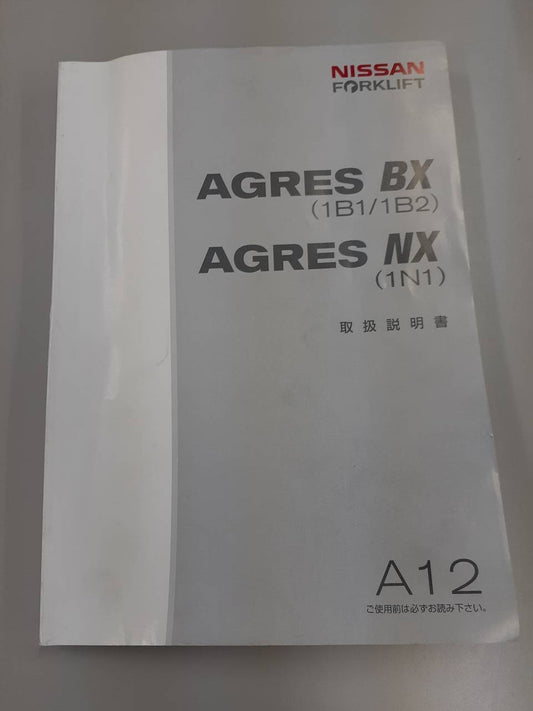 NISSAN
FORKLIFT
AGRES BX
(1B1/1B2)
AGRES NX
(1N1)
取扱説明書
A12
ご使用前は必ずお読み下さい。